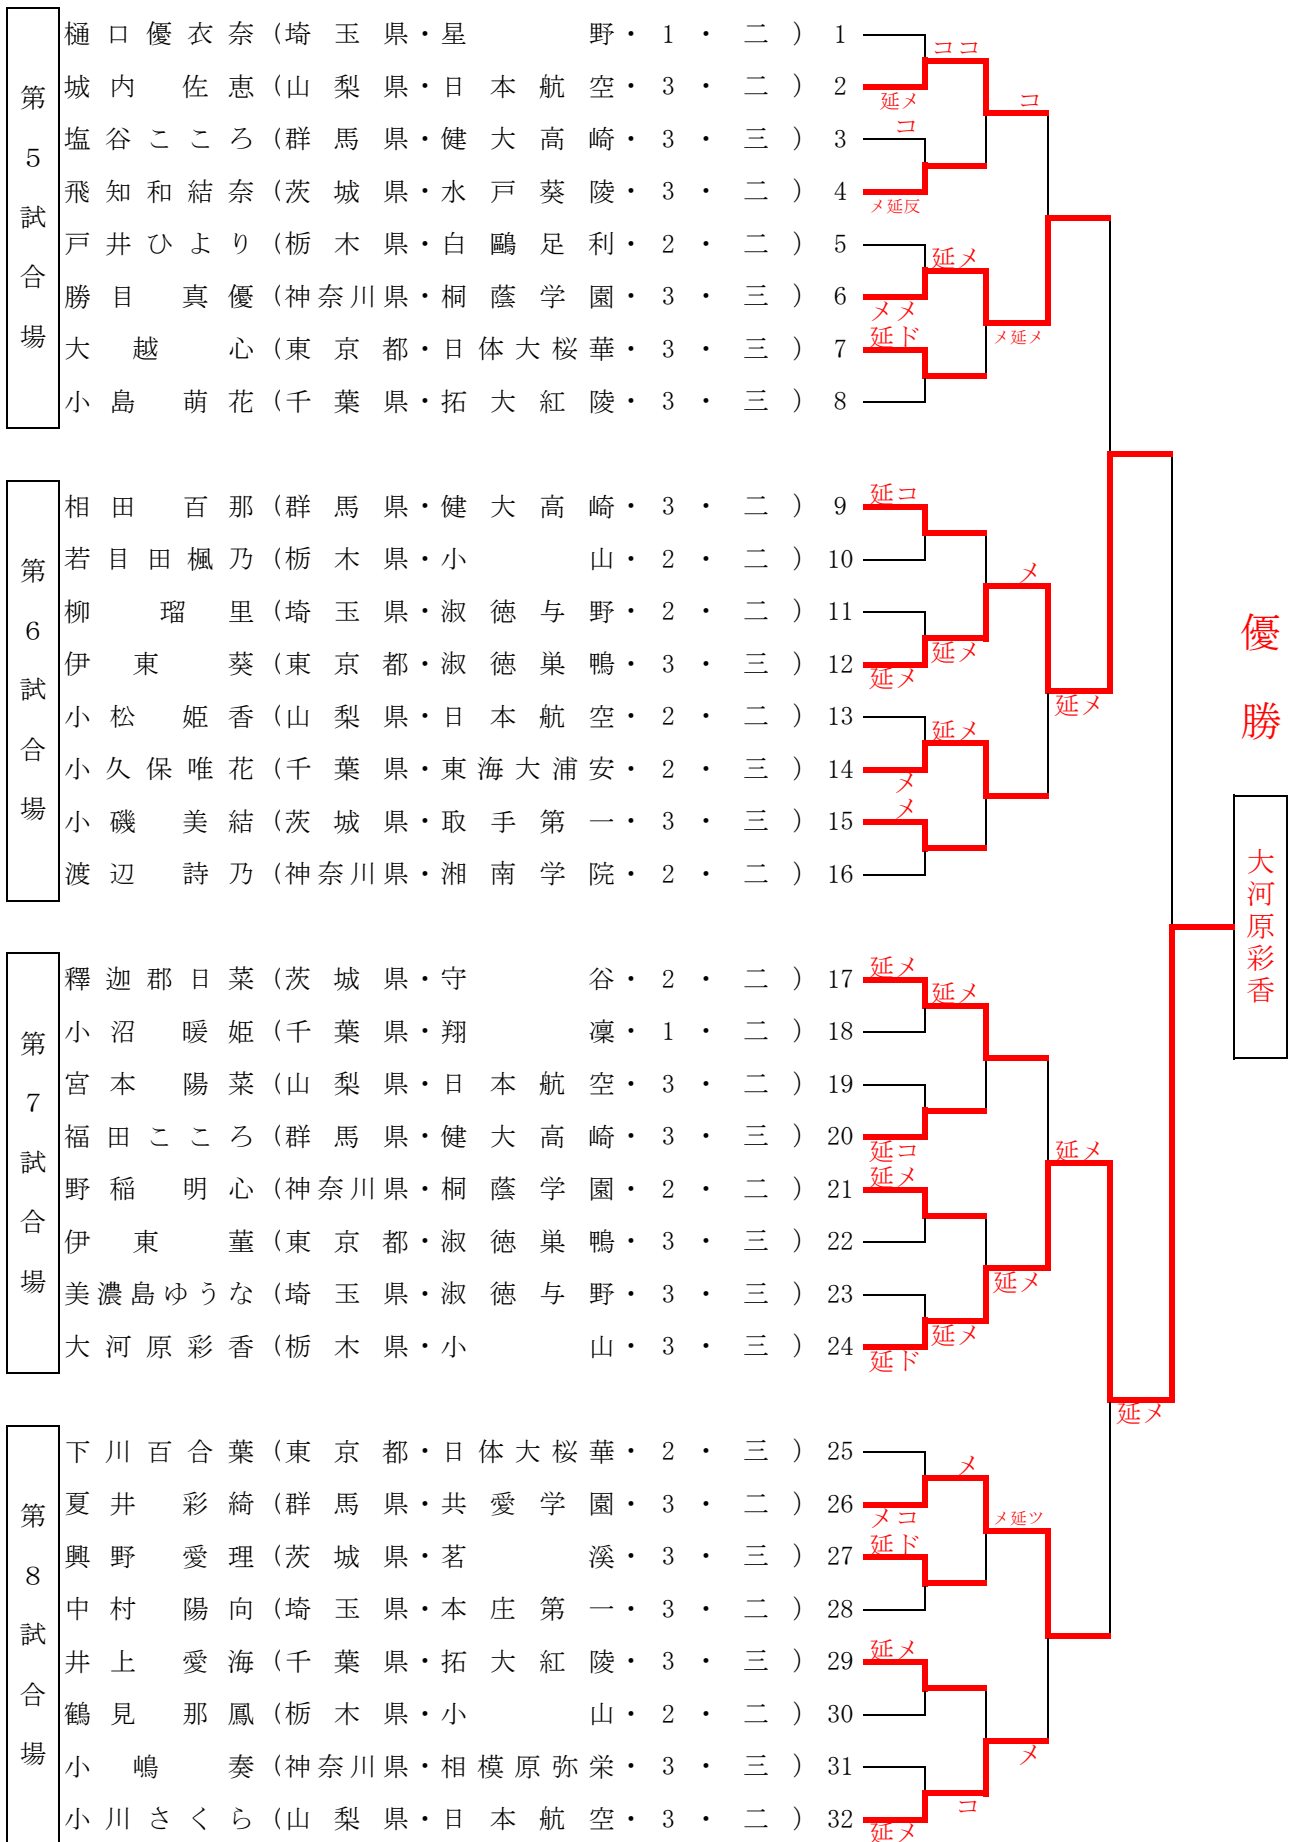 第5試合場
樋口優衣奈(埼玉県・星野・1・二) 1
城内佐恵(山梨県・日本航空・3・二) 2
塩谷こころ(群馬県・健大高崎・3・三) 3
飛知和結奈(茨城県・水戸葵陵・3・二) 4
戸井ひより(栃木県・白鷗足利・2・二) 5
勝目真優(神奈川県・桐蔭学園・3・三) 6
大越心(東京都・日体大桜華・3・三) 7
小島萌花(千葉県・拓大紅陵・3・三) 8
ココ
延メ
コ
コ
メ延反
延メ
メメ
延ド
メ延メ
第6試合場
相田百那(群馬県・健大高崎・3・二) 9
若目田楓乃(栃木県・小山・2・二) 10
柳瑠里(埼玉県・淑徳与野・2・二) 11
伊東葵(東京都・淑徳巣鴨・3・三) 12
小松姫香(山梨県・日本航空・2・二) 13
小久保唯花(千葉県・東海大浦安・2・三) 14
小磯美結(茨城県・取手第一・3・三) 15
渡辺詩乃(神奈川県・湘南学院・2・二) 16
延コ
メ
延メ
延メ
延メ
延メ
メ
メ
優勝
大河原彩香
第7試合場
釋迦郡日菜(茨城県・守谷・2・二) 17
小沼暖姫(千葉県・翔凜・1・二) 18
宮本陽菜(山梨県・日本航空・3・二) 19
福田こころ(群馬県・健大高崎・3・三) 20
野稲明心(神奈川県・桐蔭学園・2・二) 21
伊東菫(東京都・淑徳巣鴨・3・三) 22
美濃島ゆうな(埼玉県・淑徳与野・3・三) 23
大河原彩香(栃木県・小山・3・三) 24
延メ
延メ
延コ
延メ
延メ
延メ
延メ
延ド
延メ
第8試合場
下川百合葉(東京都・日体大桜華・2・三) 25
夏井彩綺(群馬県・共愛学園・3・二) 26
興野愛理(茨城県・茗溪・3・三) 27
中村陽向(埼玉県・本庄第一・3・二) 28
井上愛海(千葉県・拓大紅陵・3・三) 29
鶴見那鳳(栃木県・小山・2・二) 30
小嶋奏(神奈川県・相模原弥栄・3・三) 31
小川さくら(山梨県・日本航空・3・二) 32
メ
メコ
メ延ツ
延ド
延メ
メ
コ
延メ